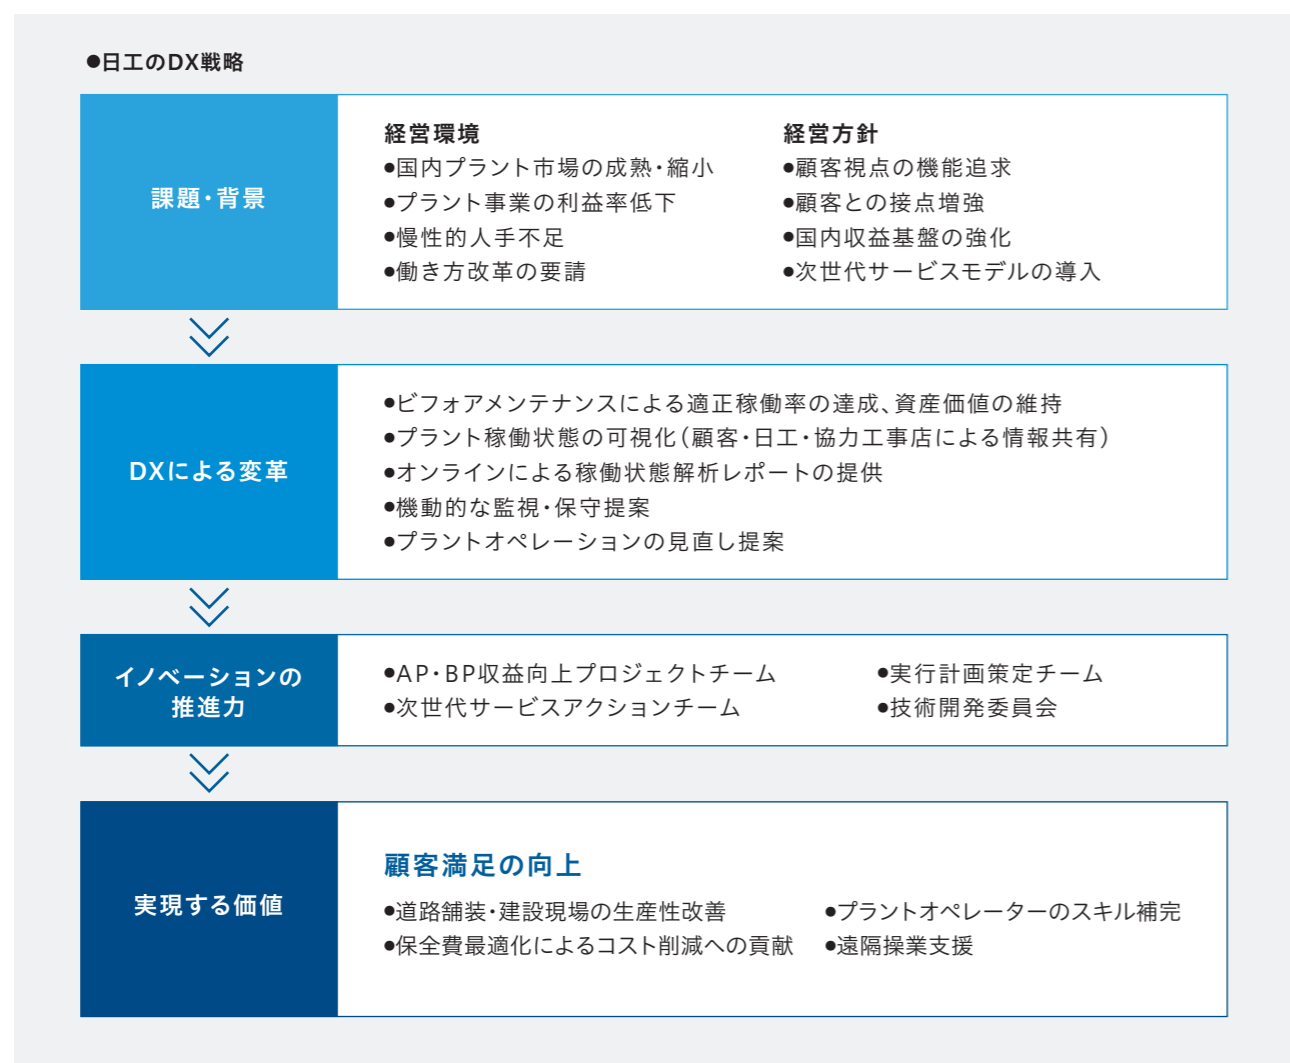 ●日工のDX戦略
課題・背景
経営環境
●国内プラント市場の成熟・縮小
●プラント事業の利益率低下
●慢性的人手不足
●働き方改革の要請
経営方針
●顧客視点の機能追求
●顧客との接点増強
●国内収益基盤の強化
●次世代サービスモデルの導入
DXによる変革
●ビフォアメンテナンスによる適正稼働率の達成、資産価値の維持
●プラント稼働状態の可視化（顧客・日工・協力工事店による情報共有）
●オンラインによる稼働状態解析レポートの提供
●機動的な監視・保守提案
●プラントオペレーションの見直し提案
イノベーションの
推進力
●AP・BP収益向上プロジェクトチーム
●次世代サービスアクションチーム
●実行計画策定チーム
●技術開発委員会
実現する価値
顧客満足の向上
●道路舗装・建設現場の生産性改善
●保全費最適化によるコスト削減への貢献
●プラントオペレーターのスキル補完
●遠隔操業支援